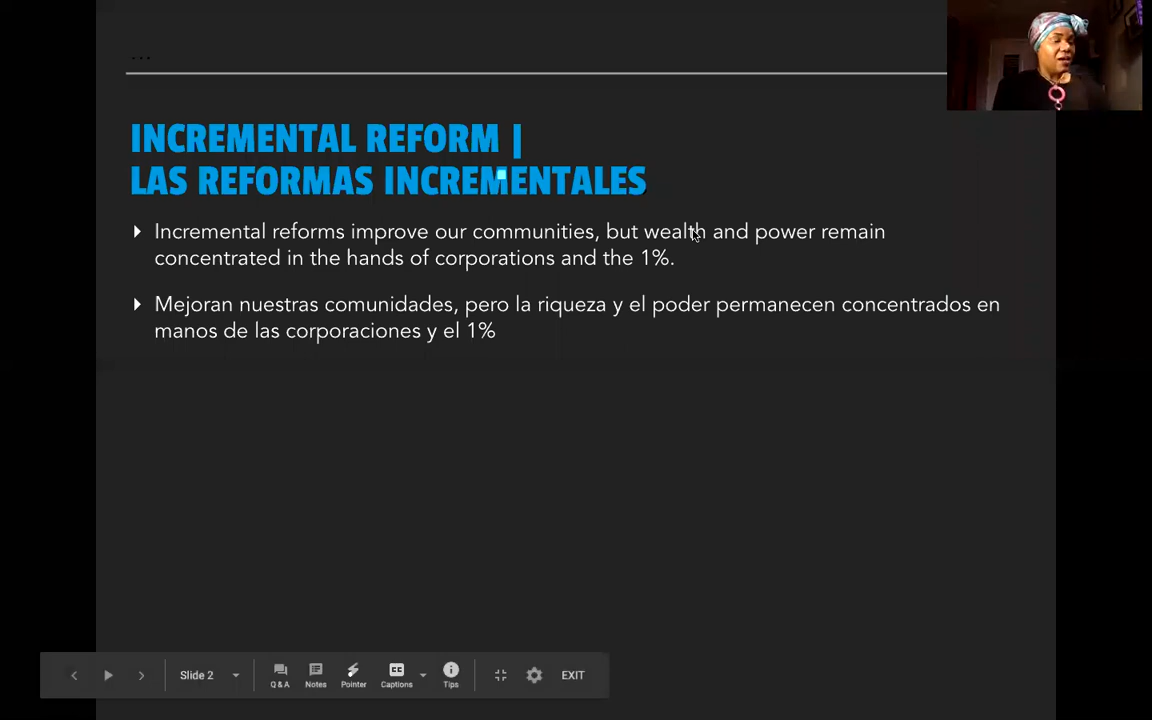 ...
INCREMENTAL REFORM |
LAS REFORMAS INCREMENTALES
Incremental reforms improve our communities, but wealth and power remain
concentrated in the hands of corporations and the 1%.
Mejoran nuestras comunidades, pero la riqueza y el poder permanecen concentrados en
manos de las corporaciones y el 1%
Slide 2
Q & A
Notes
Pointer
CC
Captions
Tips
EXIT